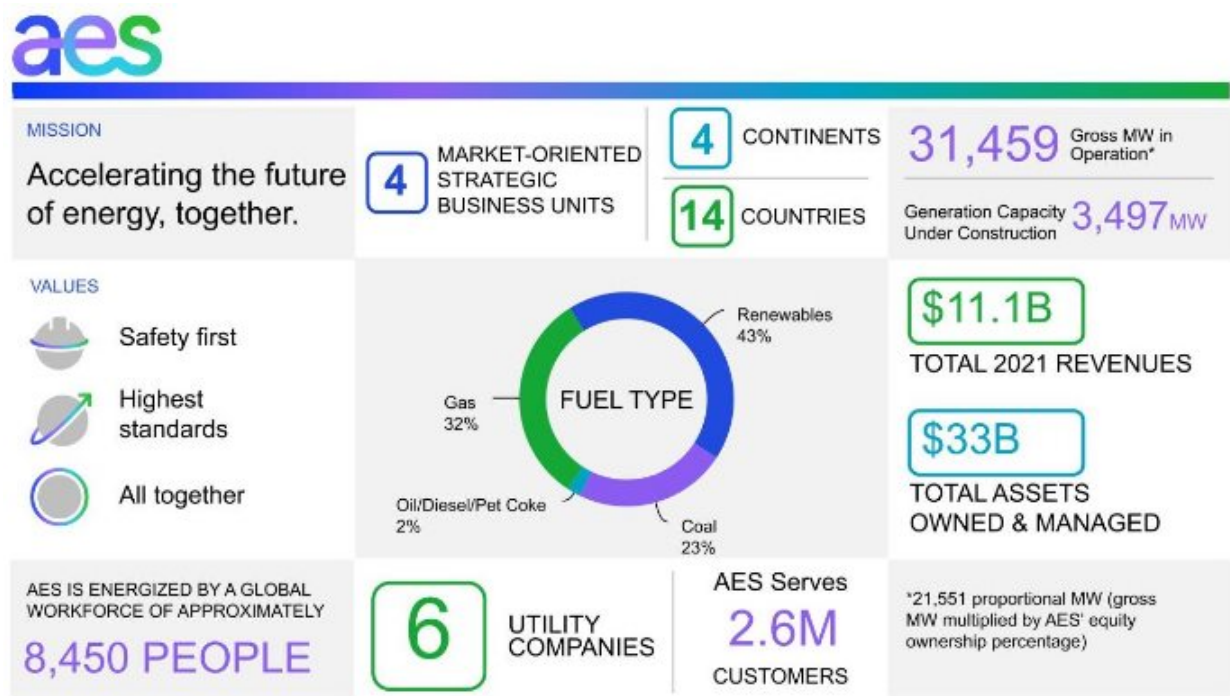 aes
MISSION
Accelerating the future
of energy, together.
4
MARKET-ORIENTED
STRATEGIC
BUSINESS UNITS
4
CONTINENTS
14
COUNTRIES
31,459
Gross MW in
Operation*
Generation Capacity
Under Construction
3,497 MW
VALUES
Safety first
Highest
standards
All together
FUEL TYPE
Renewables
43%
Gas
32%
Oil/Diesel/Pet Coke
2%
Coal
23%
$11.1B
TOTAL 2021 REVENUES
$33B
TOTAL ASSETS
OWNED & MANAGED
AES IS ENERGIZED BY A GLOBAL
WORKFORCE OF APPROXIMATELY
8,450 PEOPLE
6
UTILITY
COMPANIES
AES Serves
2.6M
CUSTOMERS
*21,551 proportional MW (gross
MW multiplied by AES' equity
ownership percentage)